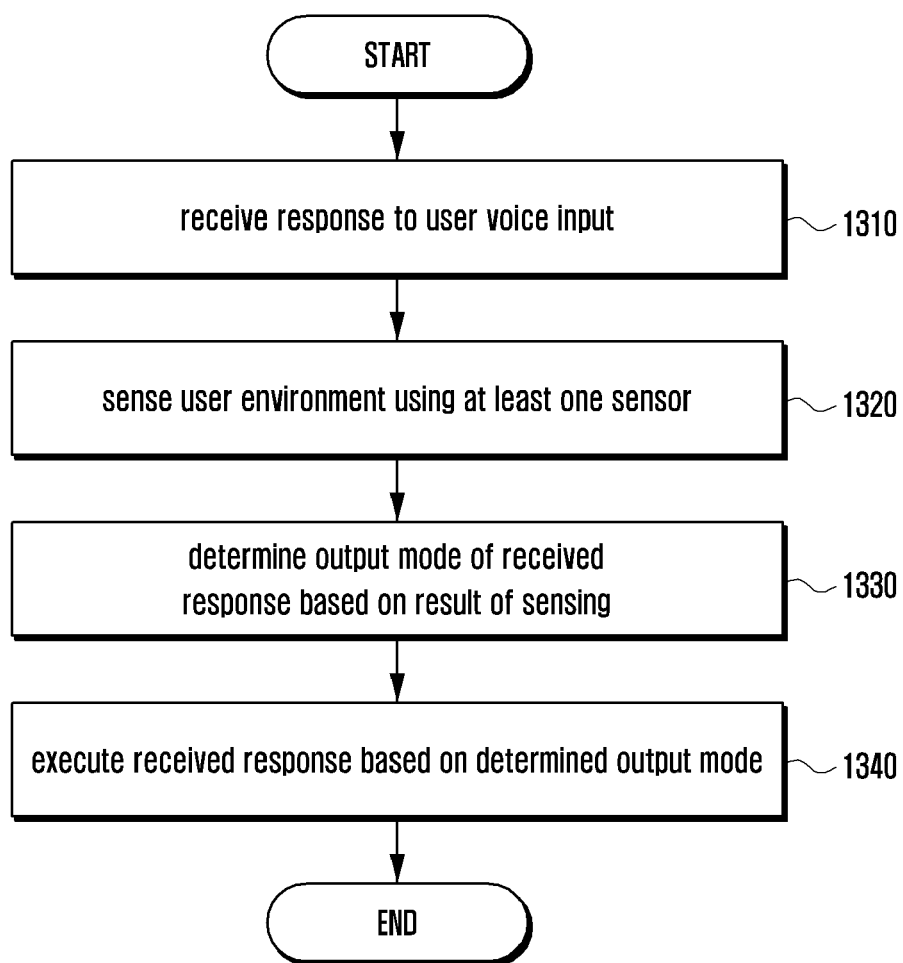 START
receive response to user voice input
1310
sense user environment using at least one sensor
1320
determine output mode of received
response based on result of sensing
1330
execute received response based on determined output mode
1340
END